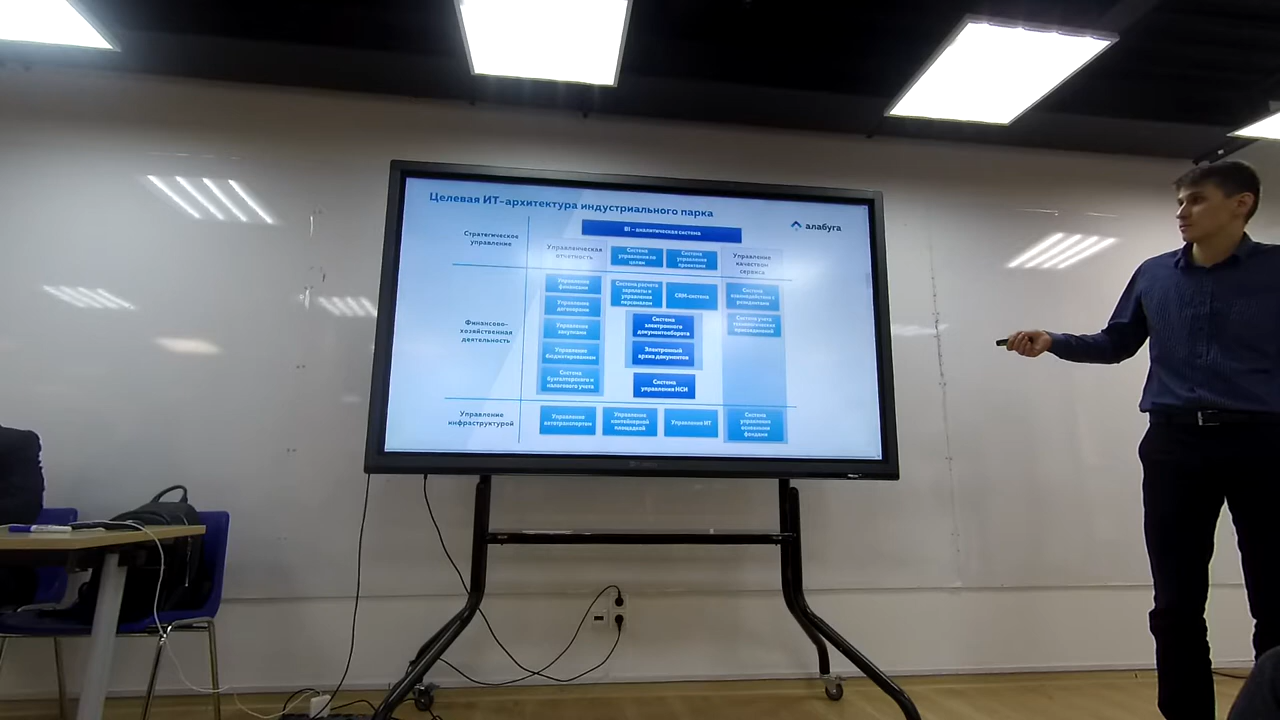 Целевая ИТ-архитектура индустриального парка
алабуга
Стратегическое
управление
BI – аналитическая система
Управленческая
отчетность
Система
управления по
целям
Система
управления
проектами
Управление
качеством
сервиса
Финансово-
хозяйственная
деятельность
Управление
финансами
Управление
договорами
Управление
закупками
Управление
бюджетированием
Система
бухгалтерского и
налогового учета
Система расчета
зарплаты и
управления
персоналом
CRM-система
Система
электронного
документооборота
Электронный
архив документов
Система
управления НСИ
Система
взаимодействия с
резидентами
Система учета
технологических
присоединений
Управление
инфраструктурой
Управление
автотранспортом
Управление
контейнерной
площадкой
Управление ИТ
Система
управления
основными
фондами